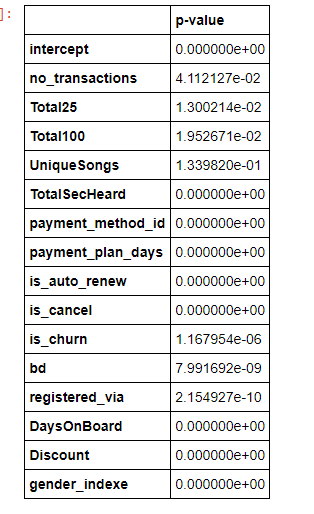 ]:
p-value
intercept 0.000000e+00
no_transactions 4.112127e-02
Total25 1.300214e-02
Total100 1.952671e-02
UniqueSongs 1.339820e-01
TotalSecHeard 0.000000e+00
payment_method_id 0.000000e+00
payment_plan_days 0.000000e+00
is_auto_renew 0.000000e+00
is_cancel 0.000000e+00
is_churn 1.167954e-06
bd 7.991692e-09
registered_via 2.154927e-10
DaysOnBoard 0.000000e+00
Discount 0.000000e+00
gender_indexe 0.000000e+00